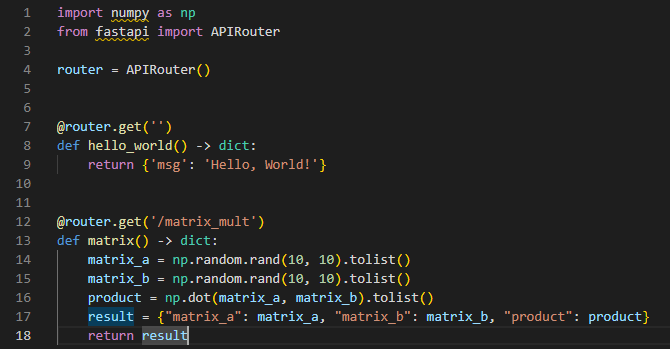 1 import numpy as np
2 from fastapi import APIRouter
3
4 router = APIRouter()
5
6
7 @router.get('')
8 def hello_world() -> dict:
9     return {'msg': 'Hello, World!'}
10
11
12 @router.get('/matrix_mult')
13 def matrix() -> dict:
14     matrix_a = np.random.rand(10, 10).tolist()
15     matrix_b = np.random.rand(10, 10).tolist()
16     product = np.dot(matrix_a, matrix_b).tolist()
17     result = {"matrix_a": matrix_a, "matrix_b": matrix_b, "product": product}
18     return result